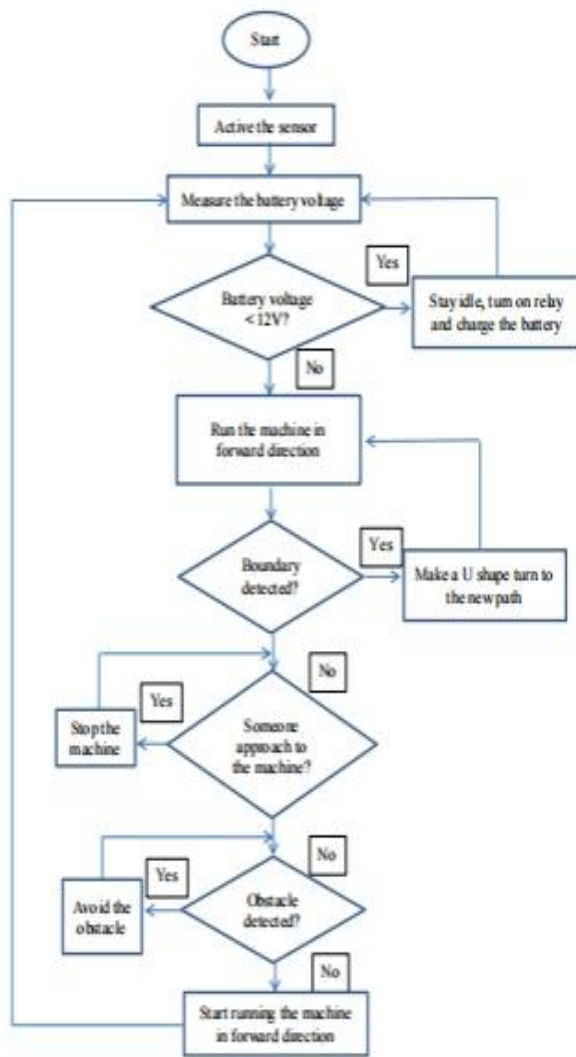 Start
Active the sensor
Measure the battery voltage
Yes
Battery voltage
< 12V?
Stay idle, turn on relay
and charge the battery
No
Run the machine in
forward direction
Yes
Boundary
detected?
Make a U shape turn to
the new path
No
Yes
Someone
approach to
the machine?
Stop the
machine
No
Yes
Obstacle
detected?
Avoid the
obstacle
No
Start running the machine
in forward direction